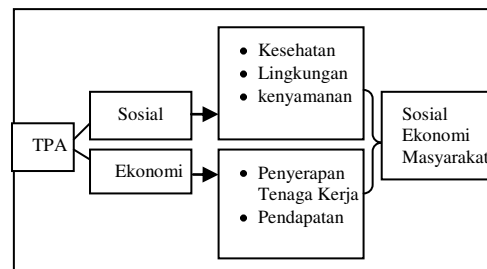 TPA
Sosial
Ekonomi
• Kesehatan
• Lingkungan
• kenyamanan
• Penyerapan
Tenaga Kerja
• Pendapatan
Sosial
Ekonomi
Masyarakat